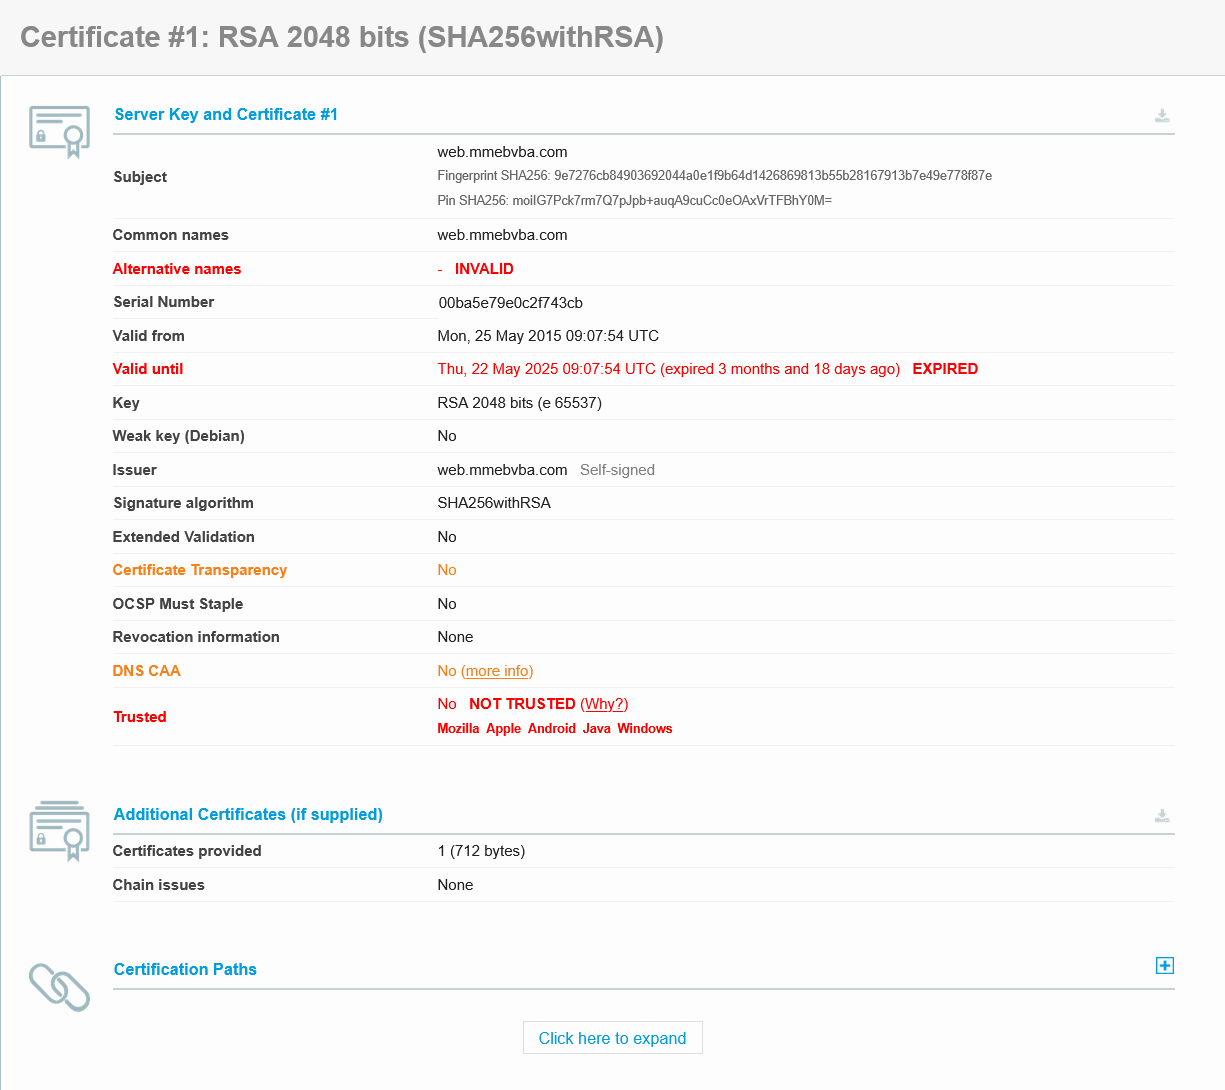 Certificate #1: RSA 2048 bits (SHA256withRSA)
Server Key and Certificate #1
Subject
web.mmebvba.com
Fingerprint SHA256: 9e7276cb84903692044a0e1f9b64d1426869813b55b28167913b7e49e778f87e
Pin SHA256: moiIG7Pck7rm7Q7pJpb+auqA9cuCc0eOAxVrTFBhY0M=
Common names web.mmebvba.com
Alternative names - INVALID
Serial Number 00ba5e79e0c2f743cb
Valid from Mon, 25 May 2015 09:07:54 UTC
Valid until Thu, 22 May 2025 09:07:54 UTC (expired 3 months and 18 days ago) EXPIRED
Key RSA 2048 bits (e 65537)
Weak key (Debian) No
Issuer web.mmebvba.com Self-signed
Signature algorithm SHA256withRSA
Extended Validation No
Certificate Transparency No
OCSP Must Staple No
Revocation information None
DNS CAA No (more info)
Trusted
No NOT TRUSTED (Why?)
Mozilla Apple Android Java Windows
Additional Certificates (if supplied)
Certificates provided 1 (712 bytes)
Chain issues None
Certification Paths
Click here to expand